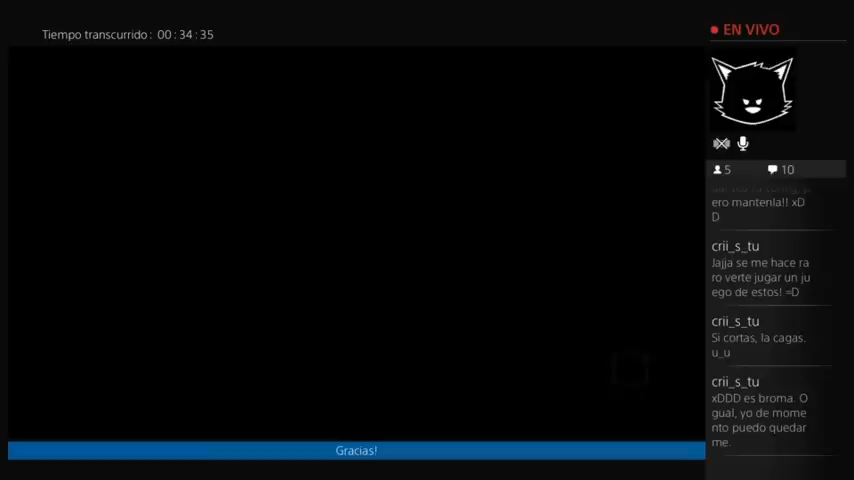 Tiempo transcurrido: 00:34:35
EN VIVO
5 10
ero mantenla!! xD
D
crii_s_tu
Jajja se me hace ra
ro verte jugar un ju
ego de estos! =D
crii_s_tu
Si cortas, la cagas.
u_u
crii_s_tu
xDDD es broma. O
gual, yo de mome
nto puedo quedar
me.
Gracias!